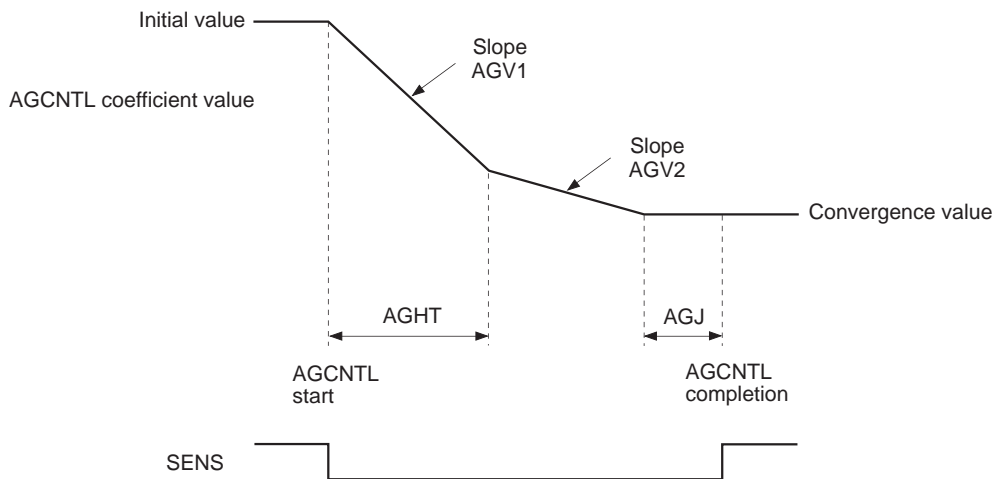 Initial value
Slope
AGV1
AGCNTL coefficient value
Slope
AGV2
Convergence value
AGHT
AGJ
AGCNTL
start
AGCNTL
completion
SENS